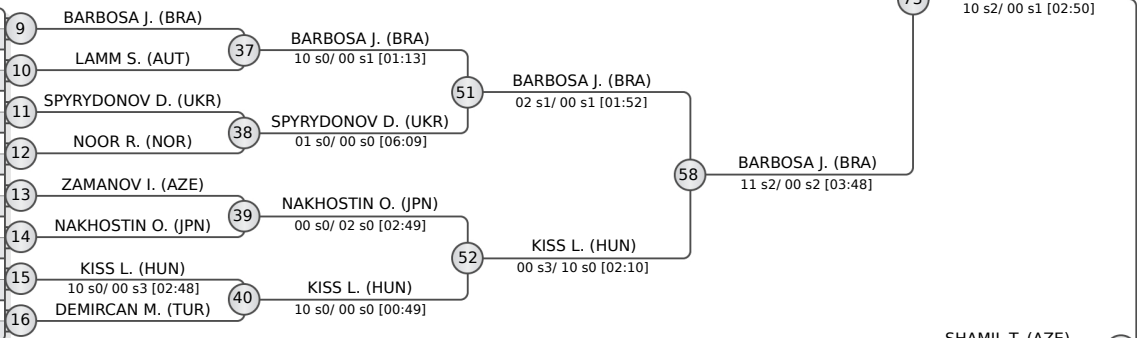 9
BARBOSA J. (BRA)
10
LAMM S. (AUT)
11
SPYRYDONOV D. (UKR)
12
NOOR R. (NOR)
13
ZAMANOV I. (AZE)
14
NAKHOSTIN O. (JPN)
15
KISS L. (HUN)
10 s0/ 00 s3 [02:48]
16
DEMIRCAN M. (TUR)
37
BARBOSA J. (BRA)
10 s0/ 00 s1 [01:13]
38
SPYRYDONOV D. (UKR)
01 s0/ 00 s0 [06:09]
39
NAKHOSTIN O. (JPN)
00 s0/ 02 s0 [02:49]
40
KISS L. (HUN)
10 s0/ 00 s0 [00:49]
51
BARBOSA J. (BRA)
02 s1/ 00 s1 [01:52]
52
KISS L. (HUN)
00 s3/ 10 s0 [02:10]
58
BARBOSA J. (BRA)
11 s2/ 00 s2 [03:48]
10 s2/ 00 s1 [02:50]
SHAMIL T. (AZE)